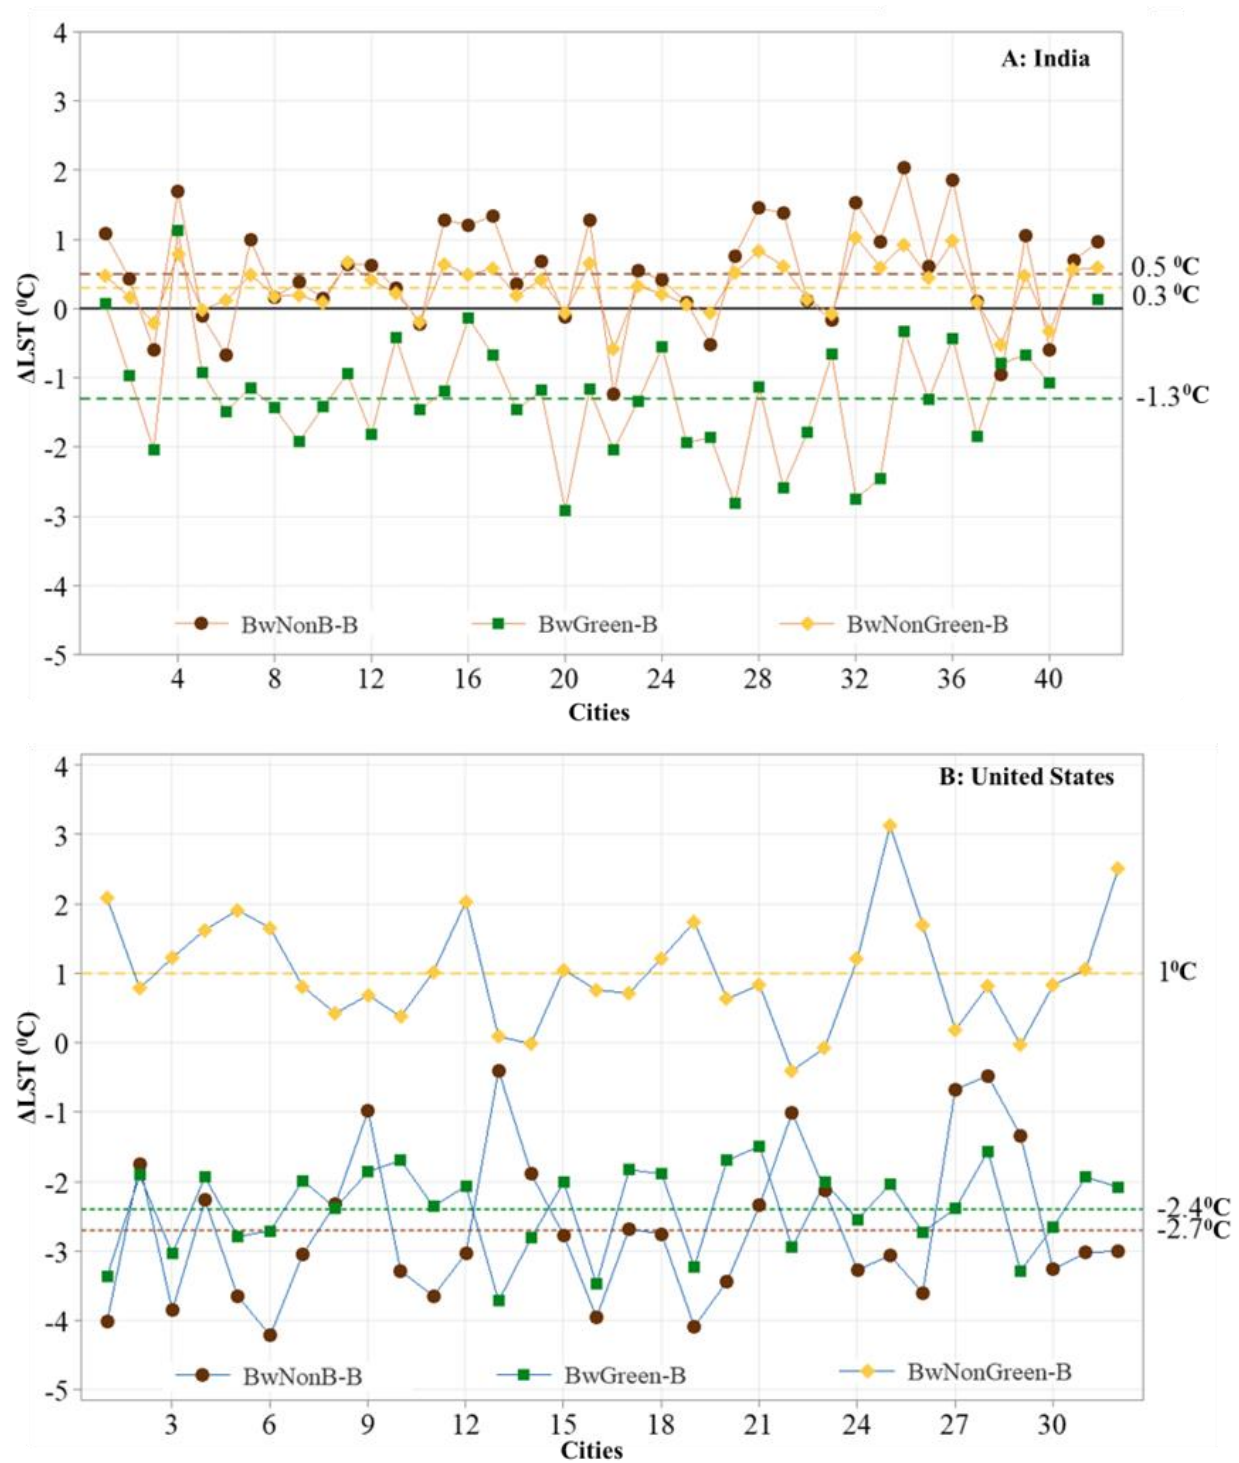 A: India
4
3
2
1
0
-1
-2
-3
-4
-5
ΔLST (⁰C)
0.5 ⁰C
0.3 ⁰C
-1.3⁰C
BwNonB-B BwGreen-B BwNonGreen-B
4 8 12 16 20 24 28 32 36 40
Cities
B: United States
4
3
2
1
0
-1
-2
-3
-4
-5
ΔLST (⁰C)
1⁰C
-2.4⁰C
-2.7⁰C
BwNonB-B BwGreen-B BwNonGreen-B
3 6 9 12 15 18 21 24 27 30
Cities